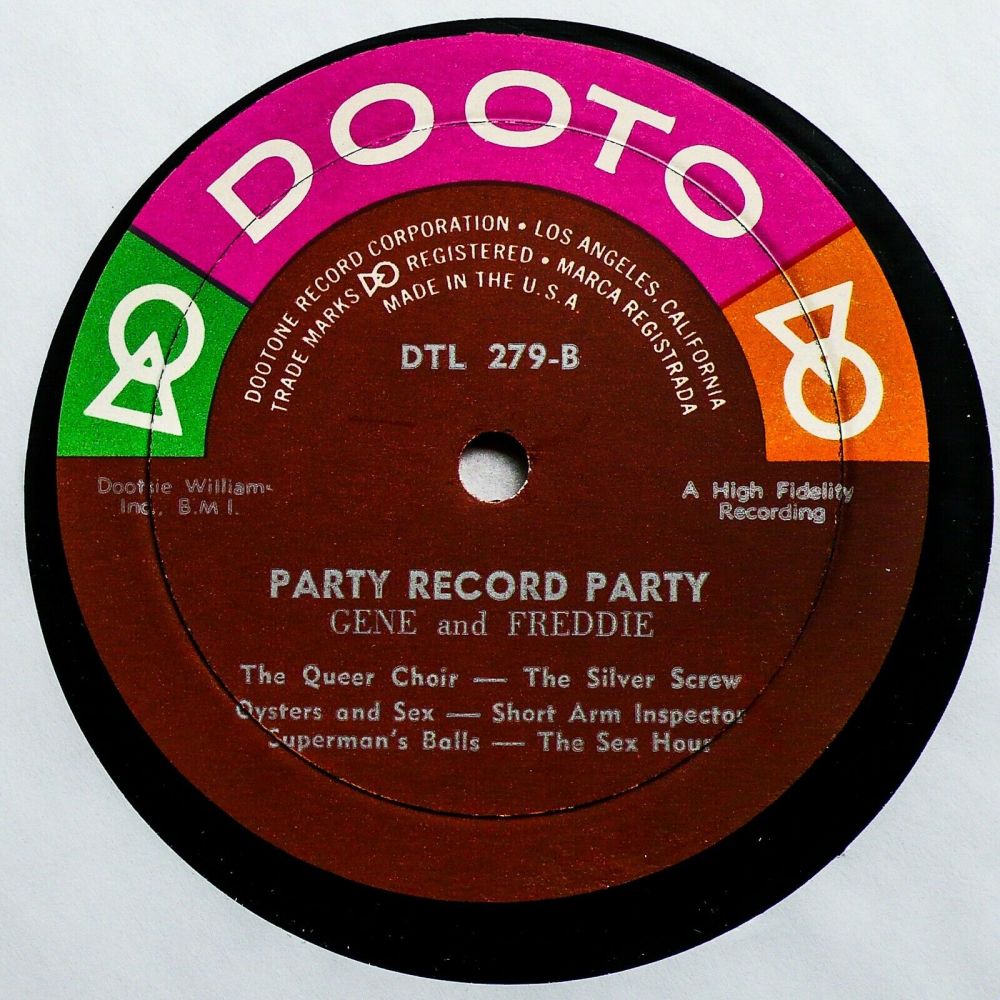 DOOTO
DOOTONE RECORD CORPORATION • LOS ANGELES, CALIFORNIA
TRADE MARKS DO REGISTERED • MARCA REGISTRADA
MADE IN THE U.S.A.
DTL 279-B
Dootsie Williams
Inc., B.M.I.
A High Fidelity
Recording
PARTY RECORD PARTY
GENE and FREDDIE
The Queer Choir — The Silver Screw
Oysters and Sex — Short Arm Inspector
Superman's Balls — The Sex Hour